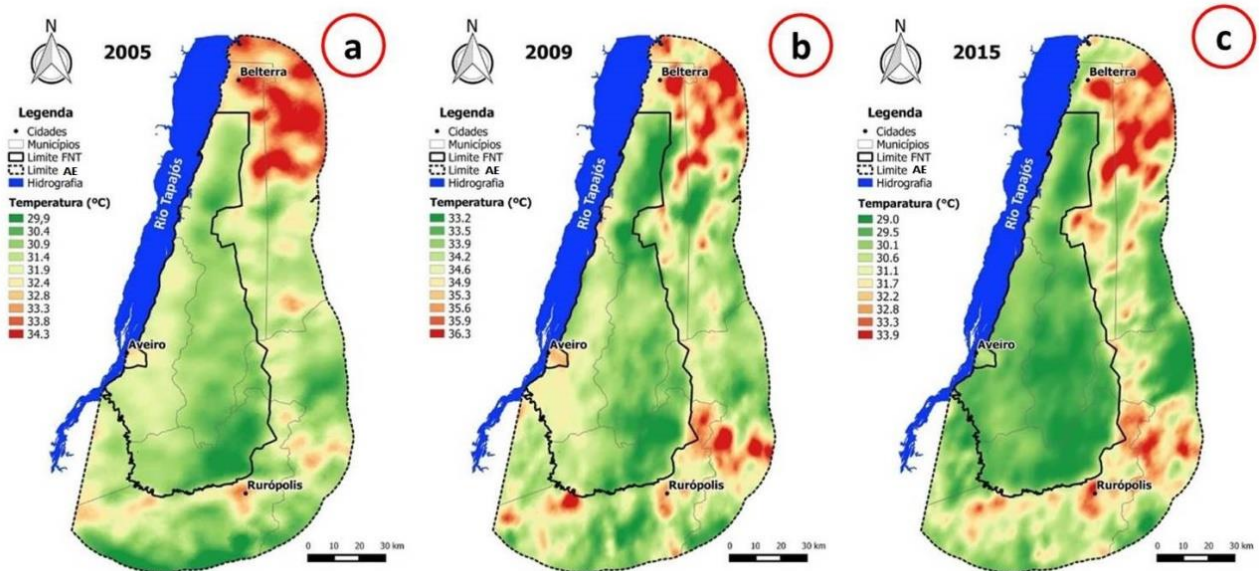 N
2005
a
Belterra
Legenda
Cidades
Municípios
Limite FNT
Limite AE
Hidrografia
Temperatura (ºC)
29,9
30.4
30.9
31.4
31.9
32.4
32.8
33.3
33.8
34.3
Rio Tapajós
Aveiro
Rurópolis
0 10 20 30 km
N
2009
b
Belterra
Legenda
Cidades
Municípios
Limite FNT
Limite AE
Hidrografia
Temperatura (ºC)
33.2
33.5
33.9
34.2
34.6
34.9
35.3
35.6
35.9
36.3
Rio Tapajós
Aveiro
Rurópolis
0 10 20 30 km
N
2015
c
Belterra
Legenda
Cidades
Municípios
Limite FNT
Limite AE
Hidrografia
Temparatura (°C)
29.0
29.5
30.1
30.6
31.1
31.7
32.2
32.8
33.3
33.9
Rio Tapajós
Aveiro
Rurópolis
0 10 20 30 km